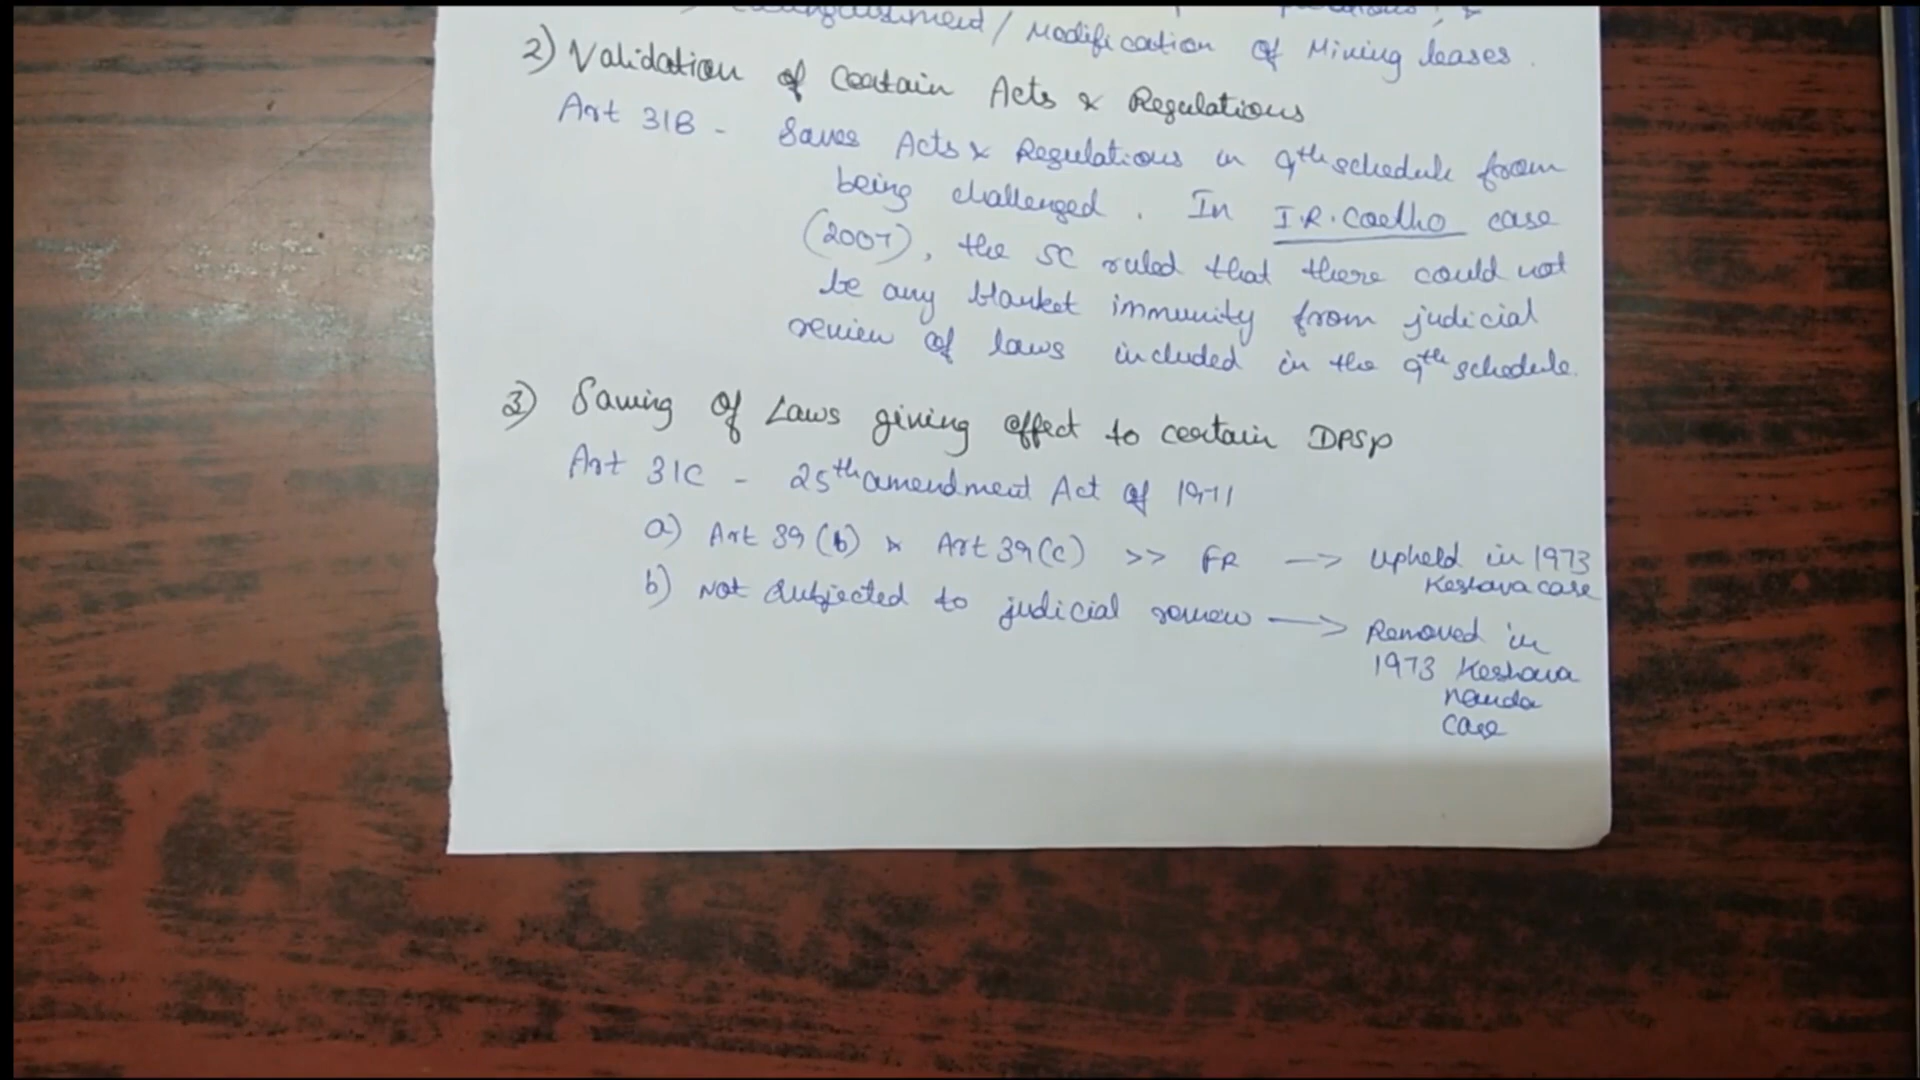 / Modification Of Mining leases.
2) Validation of Certain Acts & Regulations
Art 31B - Saves Acts & Regulations in 9th schedule from
being challenged. In I.R. Coelho case
(2007), the SC ruled that there could not
be any blanket immunity from judicial
review of laws included in the 9th schedule.
3) Saving Of Laws giving effect to certain DPSP
Art 31C - 25th amendment Act of 1971
a) Art 39(b) & Art 39(c) >> FR -> upheld in 1973
Keshava case
b) Not Subjected to judicial review -> Removed in
1973 Keshava
nanda
case